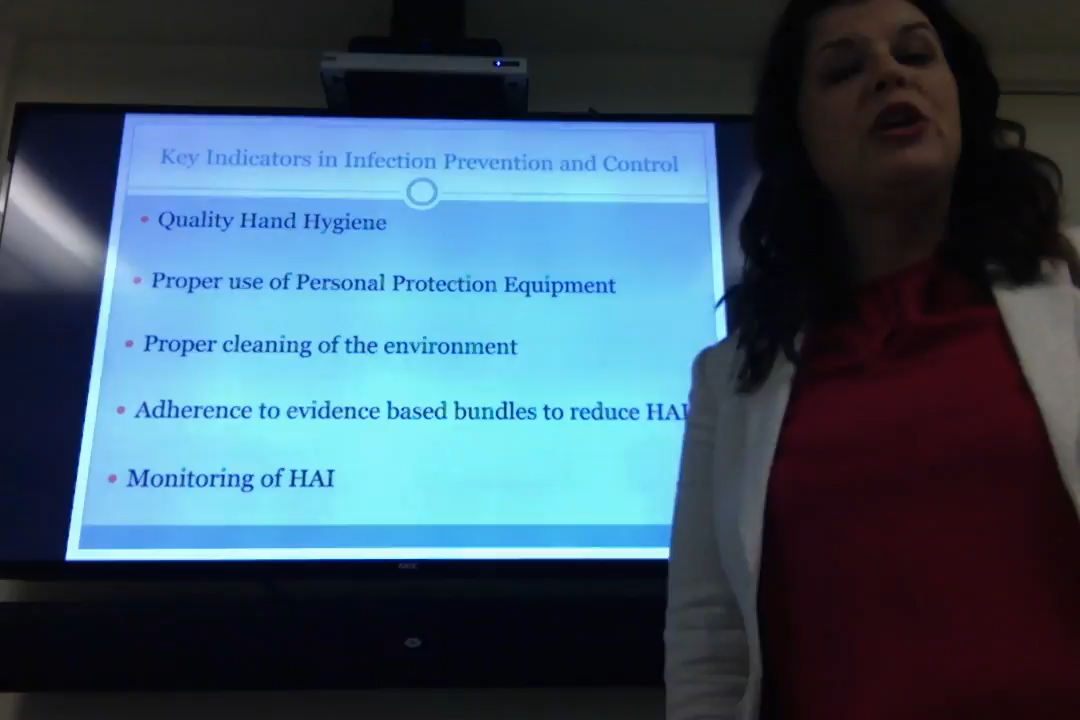 Key Indicators in Infection Prevention and Control
Quality Hand Hygiene
Proper use of Personal Protection Equipment
Proper cleaning of the environment
Adherence to evidence based bundles to reduce HAI
Monitoring of HAI
NEC